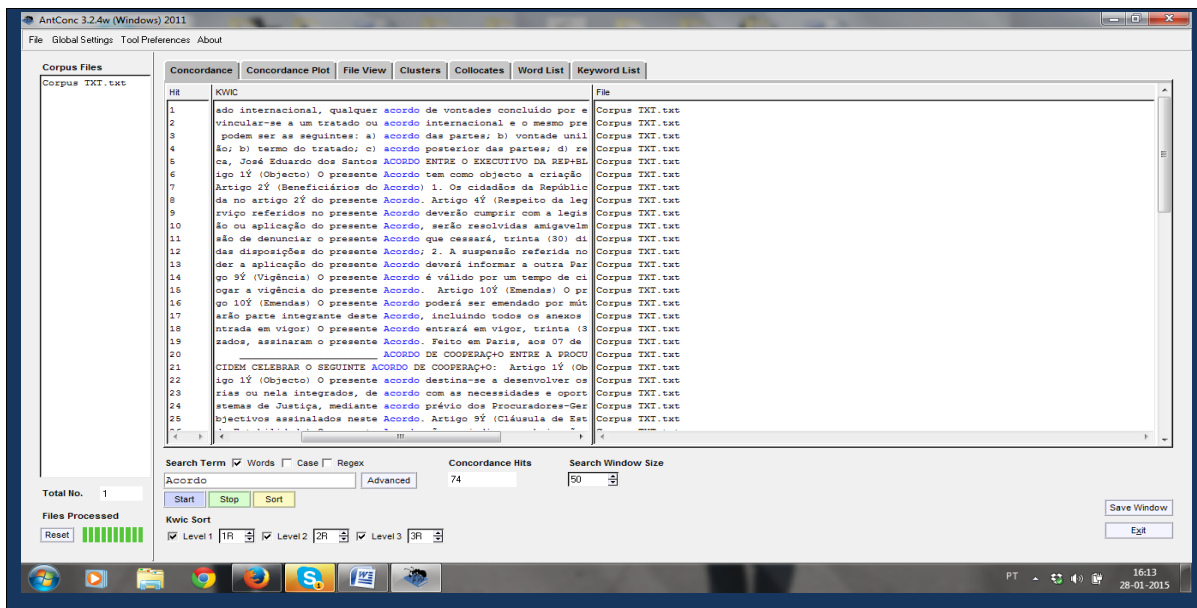 AntConc 3.2.4w (Windows) 2011
File Global Settings Tool Preferences About
Corpus Files
Corpus TXT.txt
Concordance Concordance Plot File View Clusters Collocates Word List Keyword List
Hit KWIC File
1 ado internacional, qualquer acordo de vontades concluído por e Corpus TXT.txt
2 vincular-se a um tratado ou acordo internacional e o mesmo pre Corpus TXT.txt
3 podem ser as seguintes: a) acordo das partes; b) vontade unil Corpus TXT.txt
4 ão; b) termo do tratado; c) acordo posterior das partes; d) re Corpus TXT.txt
5 ca, José Eduardo dos Santos ACORDO ENTRE O EXECUTIVO DA REP+BL Corpus TXT.txt
6 igo 1Ý (Objecto) O presente Acordo tem como objecto a criação Corpus TXT.txt
7 Artigo 2Ý (Beneficiários do Acordo) 1. Os cidadãos da Repúblic Corpus TXT.txt
8 da no artigo 2Ý do presente Acordo. Artigo 4Ý (Respeito da leg Corpus TXT.txt
9 rviço referidos no presente Acordo deverão cumprir com a legis Corpus TXT.txt
10 ão ou aplicação do presente Acordo, serão resolvidas amigavelm Corpus TXT.txt
11 são de denunciar o presente Acordo que cessará, trinta (30) di Corpus TXT.txt
12 das disposições do presente Acordo; 2. A suspensão referida no Corpus TXT.txt
13 der a aplicação do presente Acordo deverá informar a outra Par Corpus TXT.txt
14 go 9Ý (Vigência) O presente Acordo é válido por um tempo de ci Corpus TXT.txt
15 ogar a vigência do presente Acordo. Artigo 10Ý (Emendas) O pr Corpus TXT.txt
16 go 10Ý (Emendas) O presente Acordo poderá ser emendado por mút Corpus TXT.txt
17 arão parte integrante deste Acordo, incluindo todos os anexos Corpus TXT.txt
18 ntrada em vigor) O presente Acordo entrará em vigor, trinta (3 Corpus TXT.txt
19 zados, assinaram o presente Acordo. Feito em Paris, aos 07 de Corpus TXT.txt
20 ____________________ ACORDO DE COOPERAÇ+O ENTRE A PROCU Corpus TXT.txt
21 CIDEM CELEBRAR O SEGUINTE ACORDO DE COOPERAÇ+O: Artigo 1Ý (Ob Corpus TXT.txt
22 igo 1Ý (Objecto) O presente acordo destina-se a desenvolver os Corpus TXT.txt
23 rias ou nela integrados, de acordo com as necessidades e oport Corpus TXT.txt
24 stemas de Justiça, mediante acordo prévio dos Procuradores-Ger Corpus TXT.txt
25 bjectivos assinalados neste Acordo. Artigo 9Ý (Cláusula de Est Corpus TXT.txt
Search Term Words Case Regex Concordance Hits Search Window Size
Acordo Advanced 74 50
Total No. 1
Start Stop Sort
Files Processed
Reset
Kwic Sort
Level 1 1R Level 2 2R Level 3 3R
Save Window
Exit
PT 16:13
28-01-2015